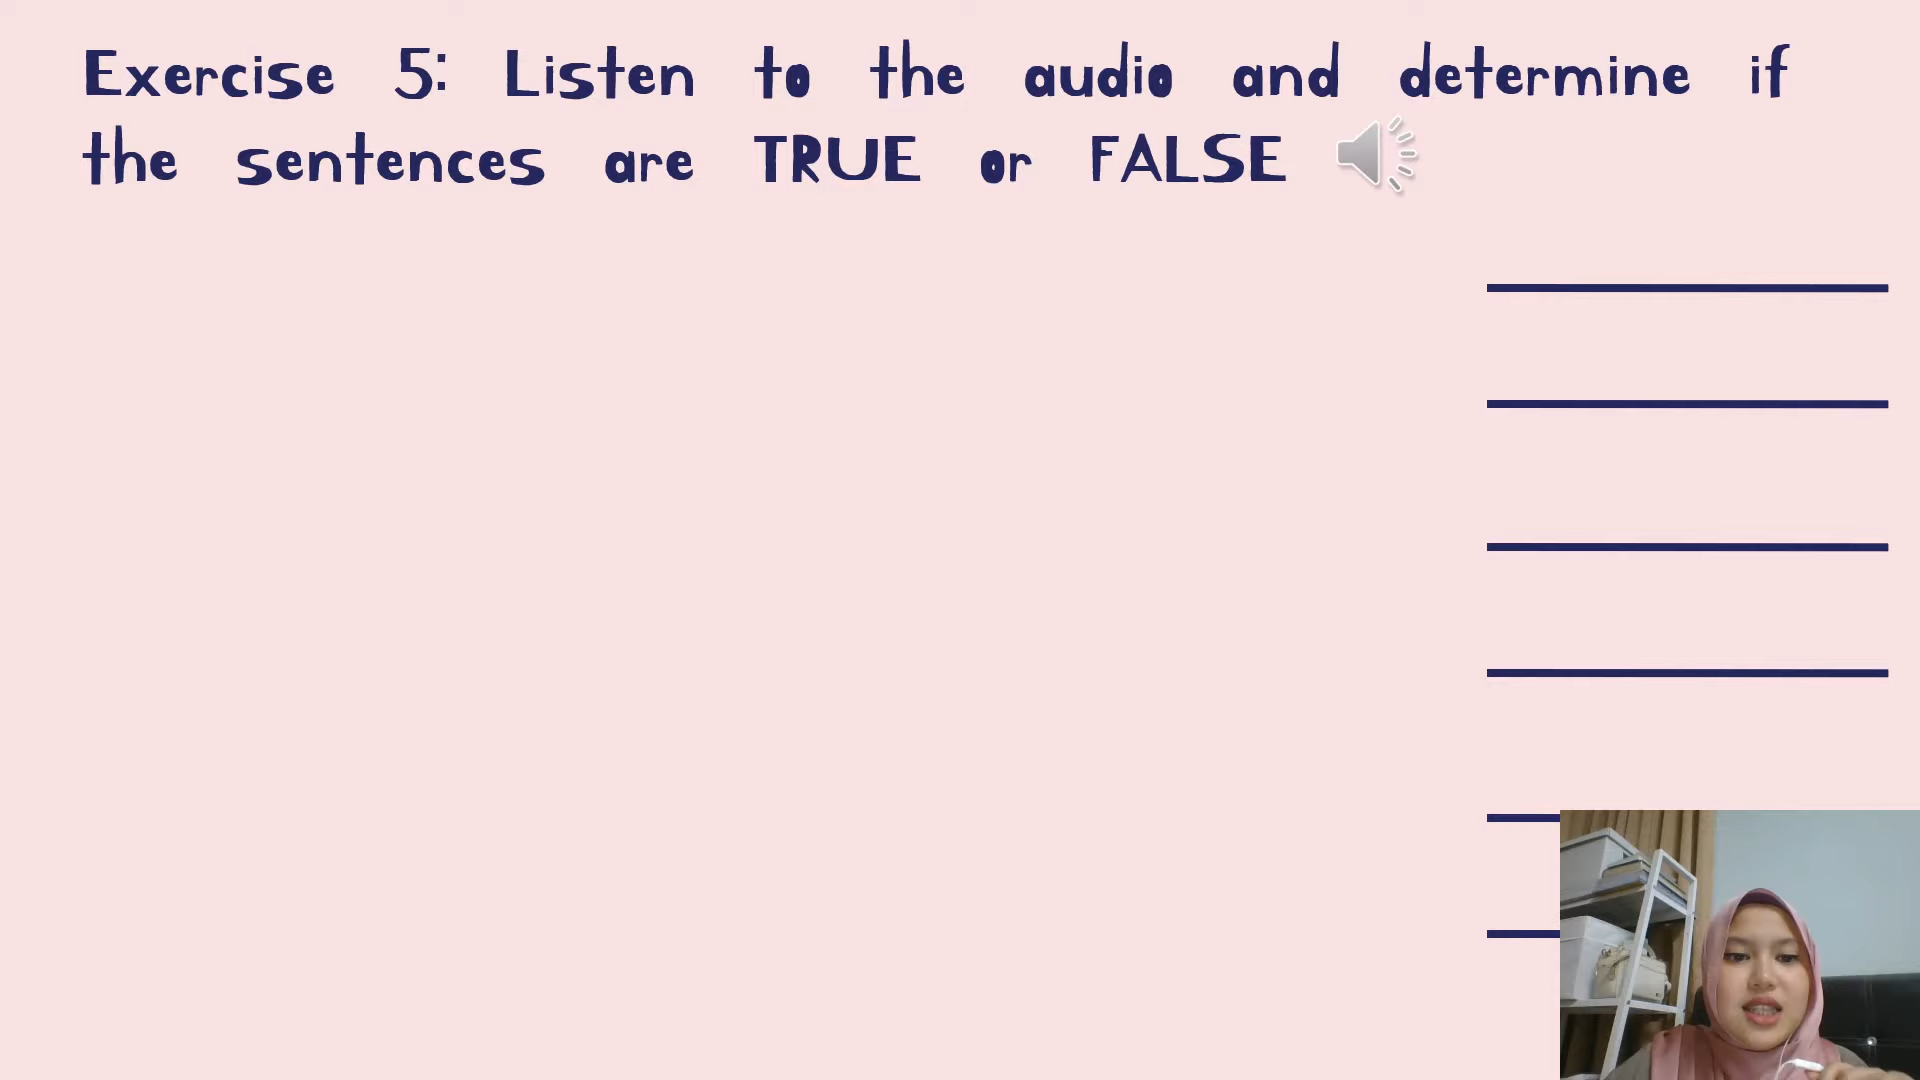 Exercise 5: Listen to the audio and determine if
the sentences are TRUE or FALSE